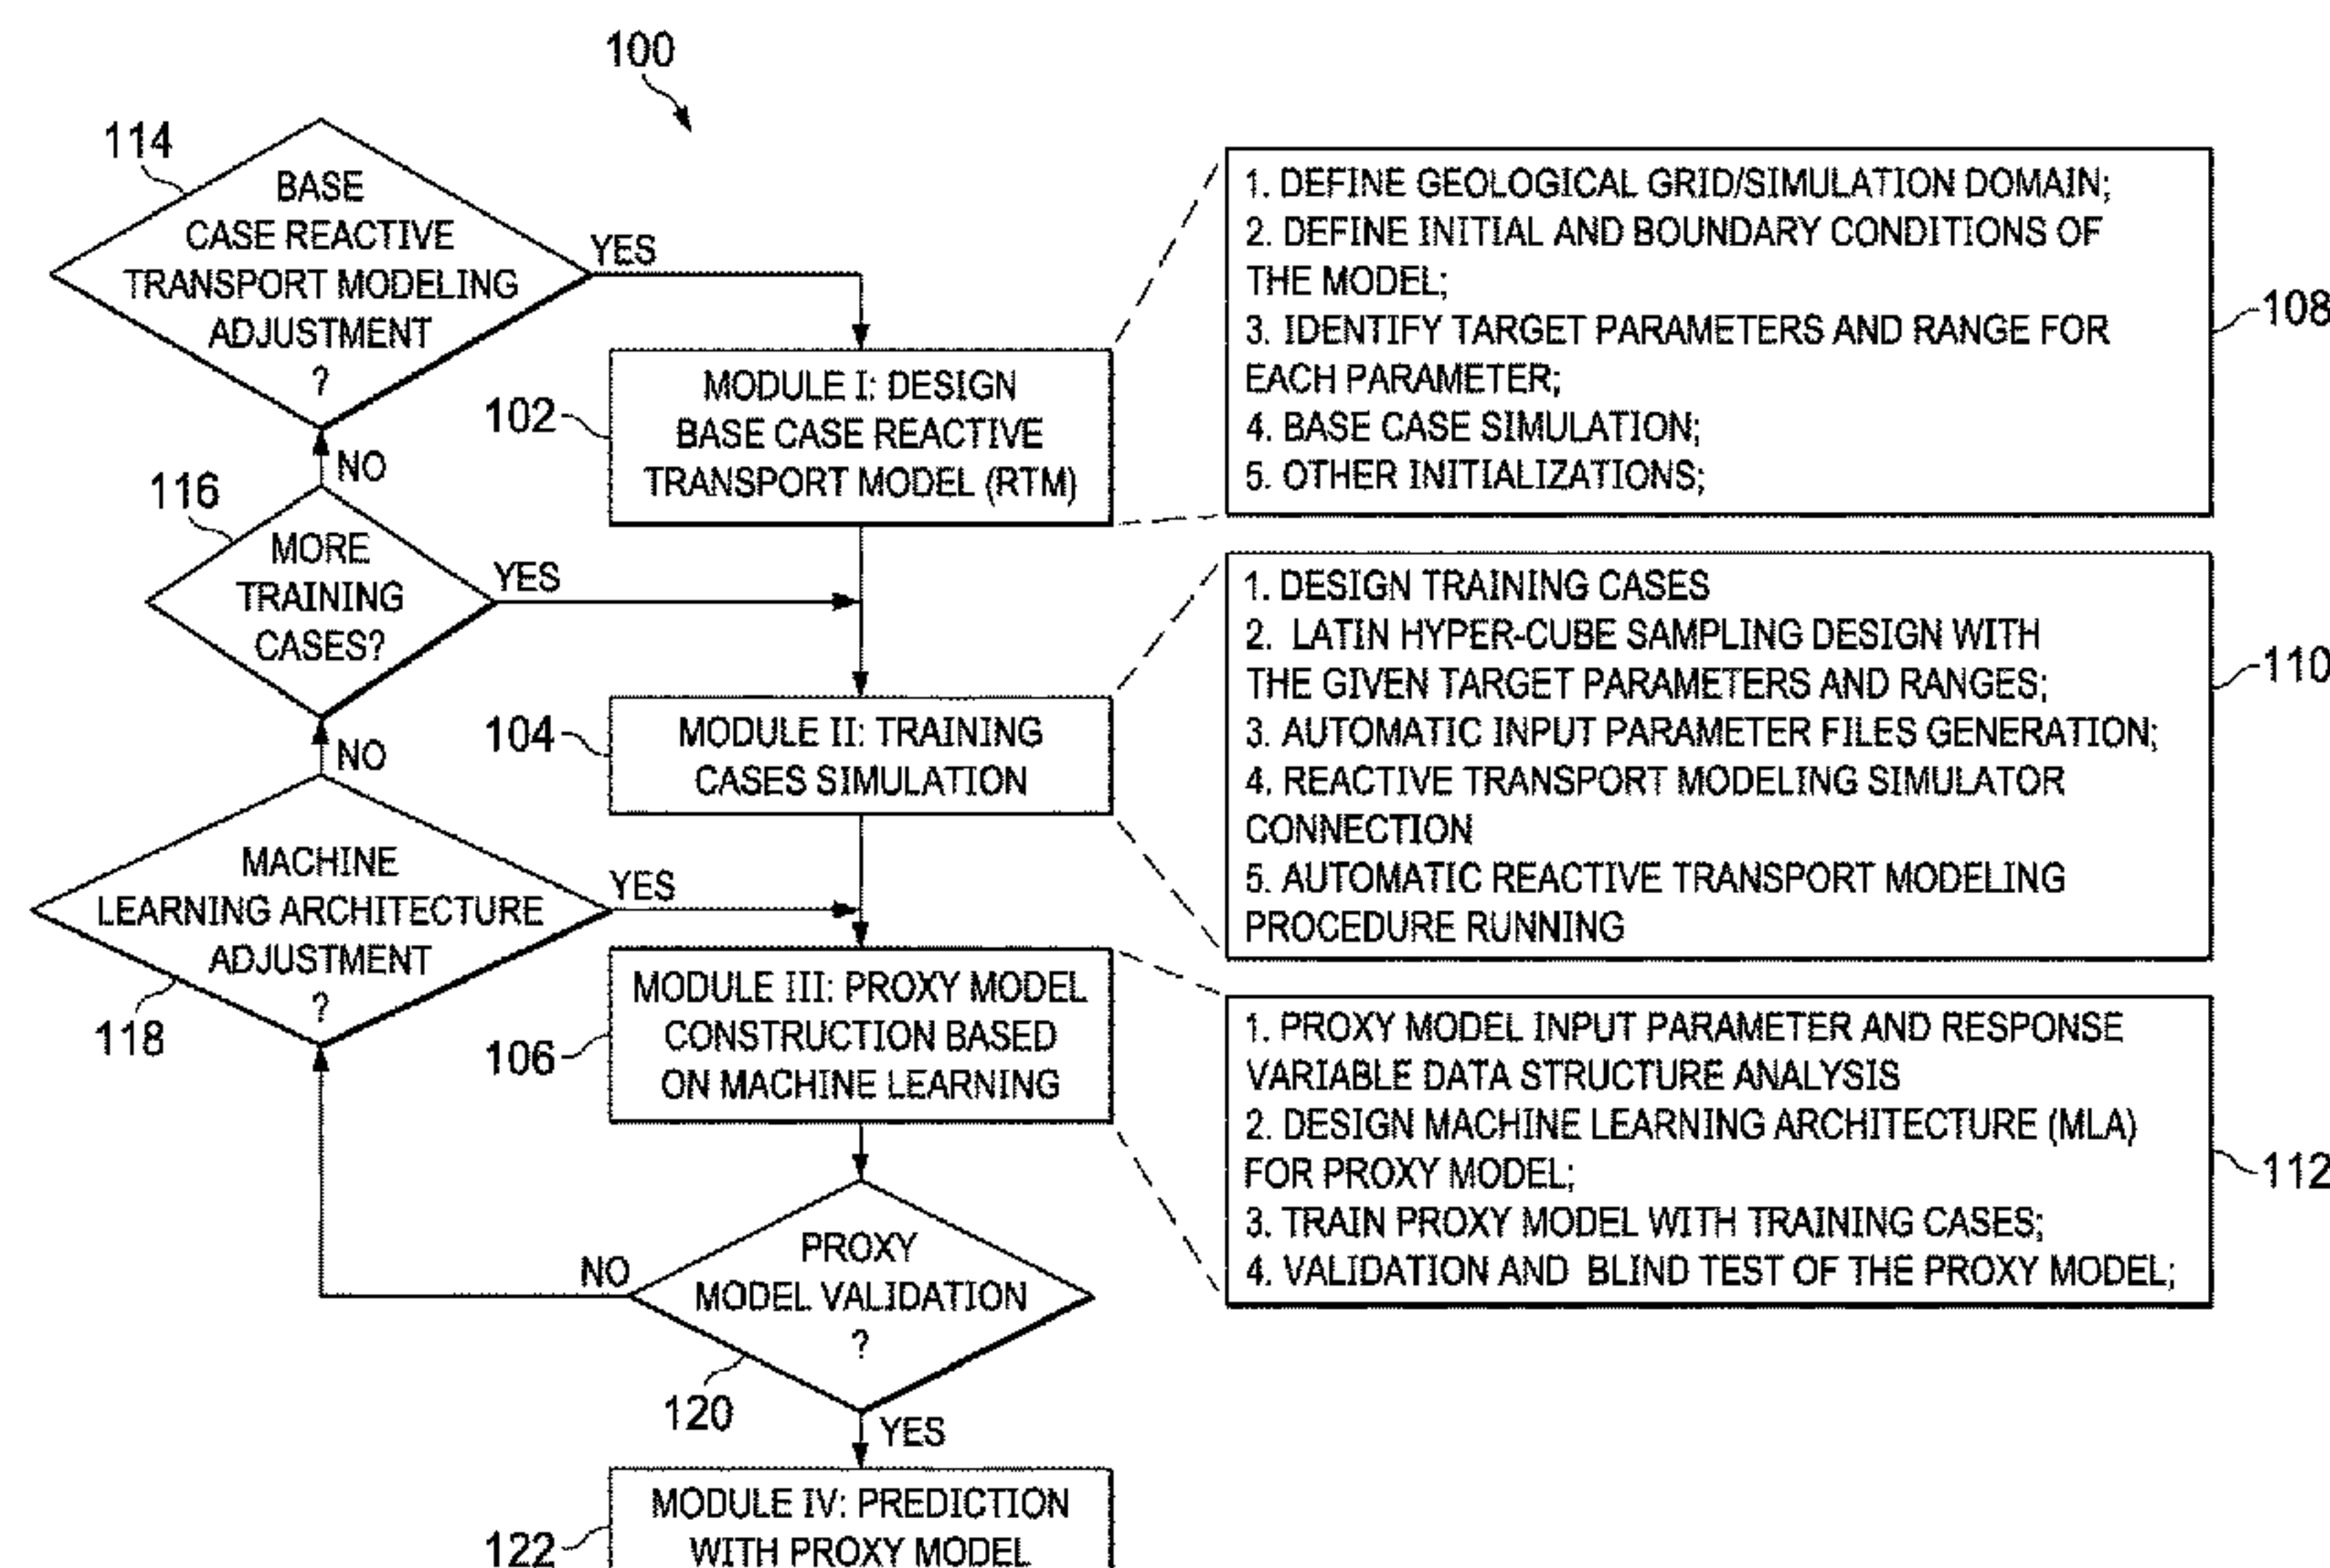 100
114
BASE
CASE REACTIVE
TRANSPORT MODELING
ADJUSTMENT
?
YES
NO
102
MODULE I: DESIGN
BASE CASE REACTIVE
TRANSPORT MODEL (RTM)
1. DEFINE GEOLOGICAL GRID/SIMULATION DOMAIN;
2. DEFINE INITIAL AND BOUNDARY CONDITIONS OF
THE MODEL;
3. IDENTIFY TARGET PARAMETERS AND RANGE FOR
EACH PARAMETER;
4. BASE CASE SIMULATION;
5. OTHER INITIALIZATIONS;
108
116
MORE
TRAINING
CASES?
YES
NO
104
MODULE II: TRAINING
CASES SIMULATION
1. DESIGN TRAINING CASES
2. LATIN HYPER-CUBE SAMPLING DESIGN WITH
THE GIVEN TARGET PARAMETERS AND RANGES;
3. AUTOMATIC INPUT PARAMETER FILES GENERATION;
4. REACTIVE TRANSPORT MODELING SIMULATOR
CONNECTION
5. AUTOMATIC REACTIVE TRANSPORT MODELING
PROCEDURE RUNNING
110
MACHINE
LEARNING ARCHITECTURE
ADJUSTMENT
?
YES
118
106
MODULE III: PROXY MODEL
CONSTRUCTION BASED
ON MACHINE LEARNING
1. PROXY MODEL INPUT PARAMETER AND RESPONSE
VARIABLE DATA STRUCTURE ANALYSIS
2. DESIGN MACHINE LEARNING ARCHITECTURE (MLA)
FOR PROXY MODEL;
3. TRAIN PROXY MODEL WITH TRAINING CASES;
4. VALIDATION AND BLIND TEST OF THE PROXY MODEL;
112
PROXY
MODEL VALIDATION
?
NO
120
YES
122
MODULE IV: PREDICTION
WITH PROXY MODEL